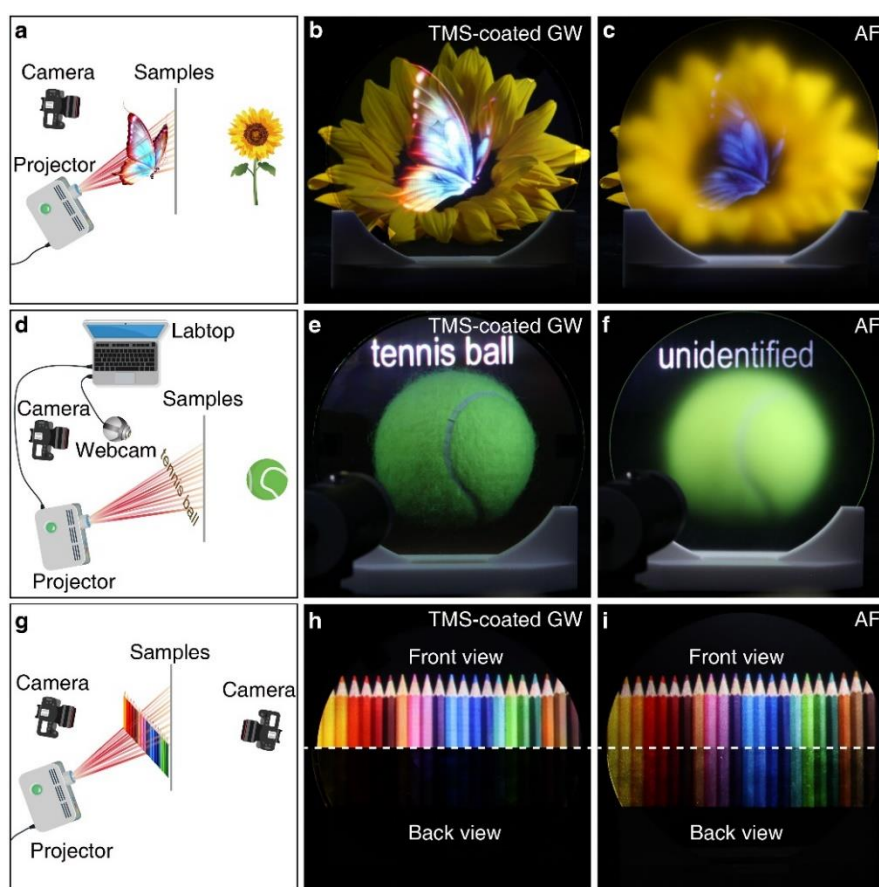 a
Camera
Samples
Projector
b
TMS-coated GW
c
AF
d
Labtop
Camera
Samples
Webcam
tennis ball
Projector
e
TMS-coated GW
tennis ball
f
AF
unidentified
g
Samples
Camera
Camera
Projector
h
TMS-coated GW
Front view
Back view
i
AF
Front view
Back view